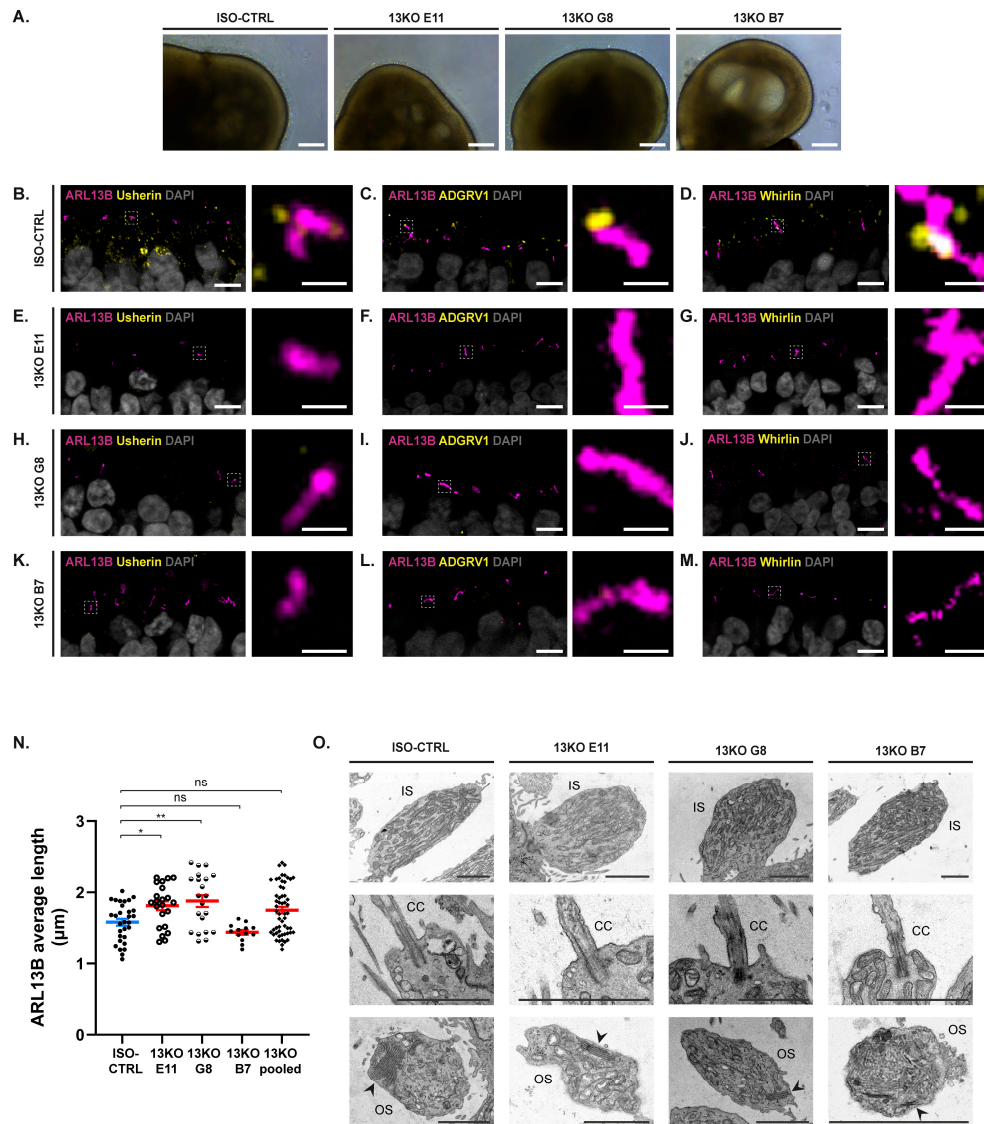 A.
ISO-CTRL 13KO E11 13KO G8 13KO B7
B. ARL13B Usherin DAPI
C. ARL13B ADGRV1 DAPI
D. ARL13B Whirlin DAPI
ISO-CTRL
E. ARL13B Usherin DAPI
F. ARL13B ADGRV1 DAPI
G. ARL13B Whirlin DAPI
13KO E11
H. ARL13B Usherin DAPI
I. ARL13B ADGRV1 DAPI
J. ARL13B Whirlin DAPI
13KO G8
K. ARL13B Usherin DAPI
L. ARL13B ADGRV1 DAPI
M. ARL13B Whirlin DAPI
13KO B7
N.
ns
ns
**
*
3
2
1
0
ARL13B average length
(µm)
ISO-
CTRL
13KO
E11
13KO
G8
13KO
B7
13KO
pooled
O.
ISO-CTRL 13KO E11 13KO G8 13KO B7
IS IS IS IS
CC CC CC CC
OS OS OS OS